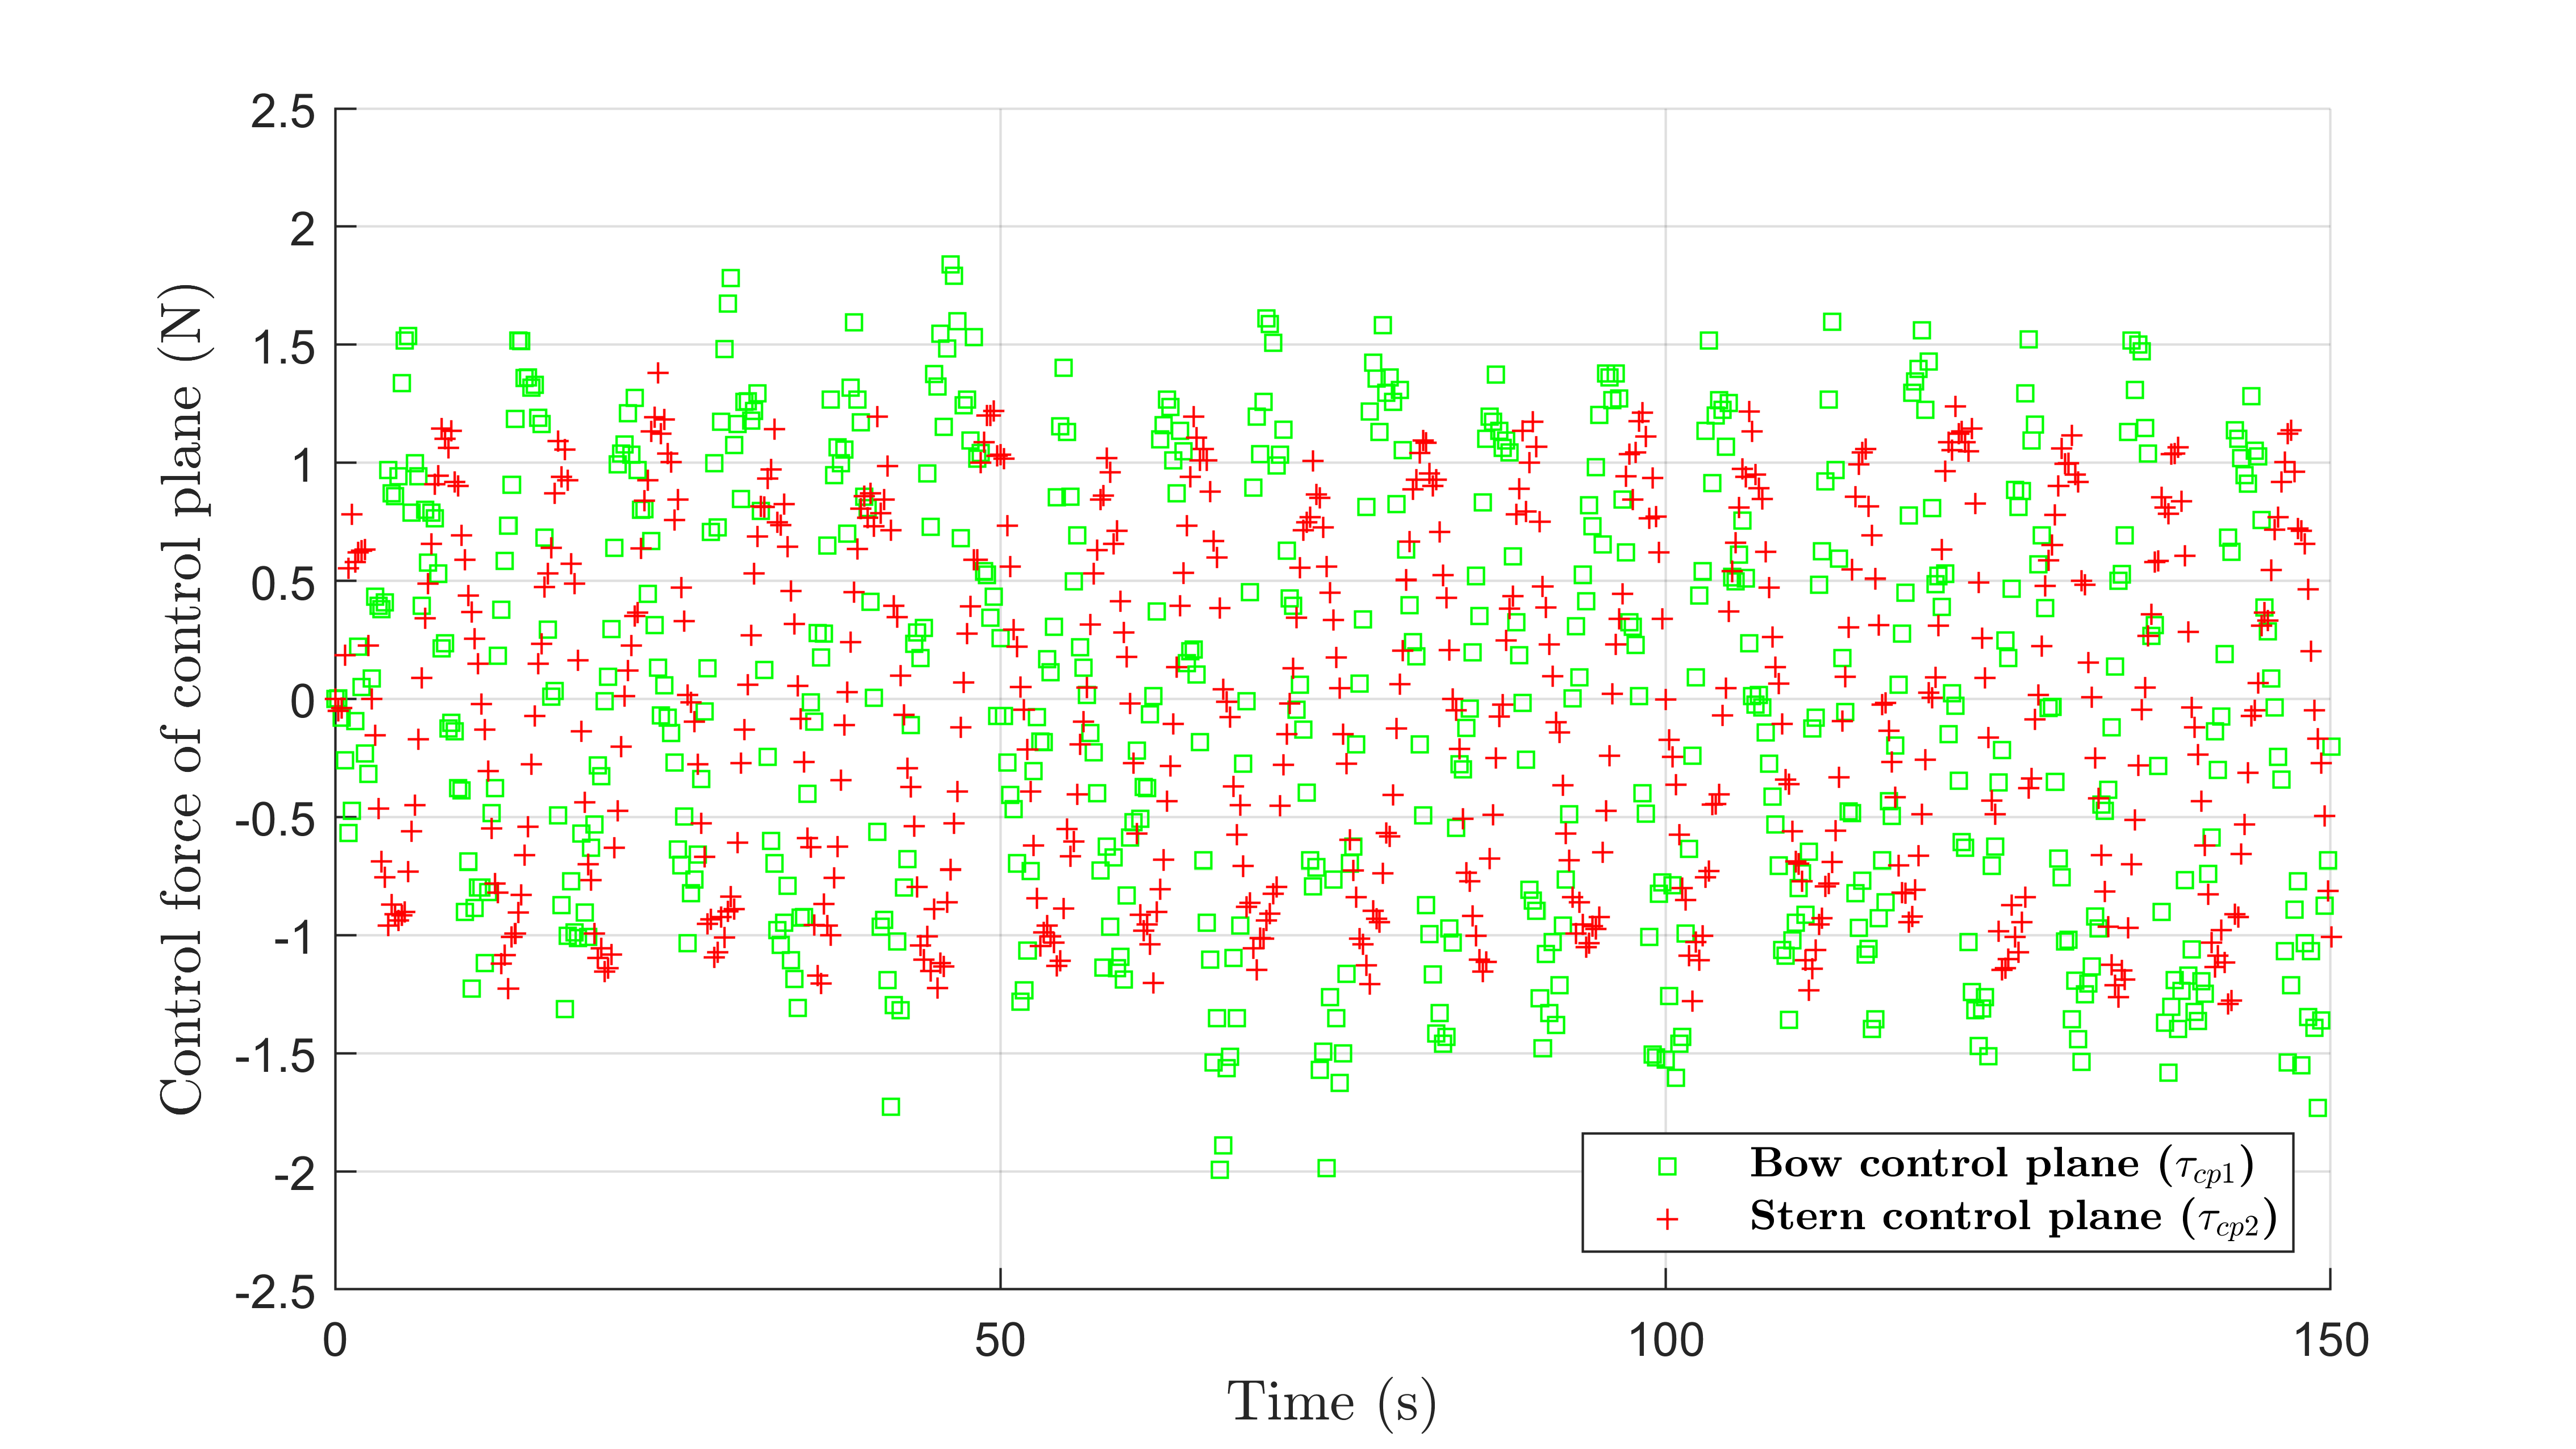 2.5
2
1.5
1
0.5
0
-0.5
-1
-1.5
-2
-2.5
Control force of control plane (N)
Bow control plane (τcp1)
Stern control plane (τcp2)
0 50 100 150
Time (s)